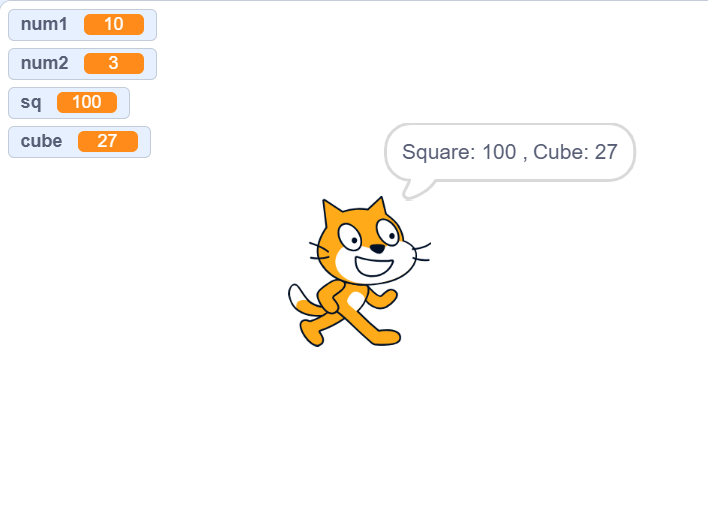 num1 10
num2 3
sq 100
cube 27
Square: 100 , Cube: 27